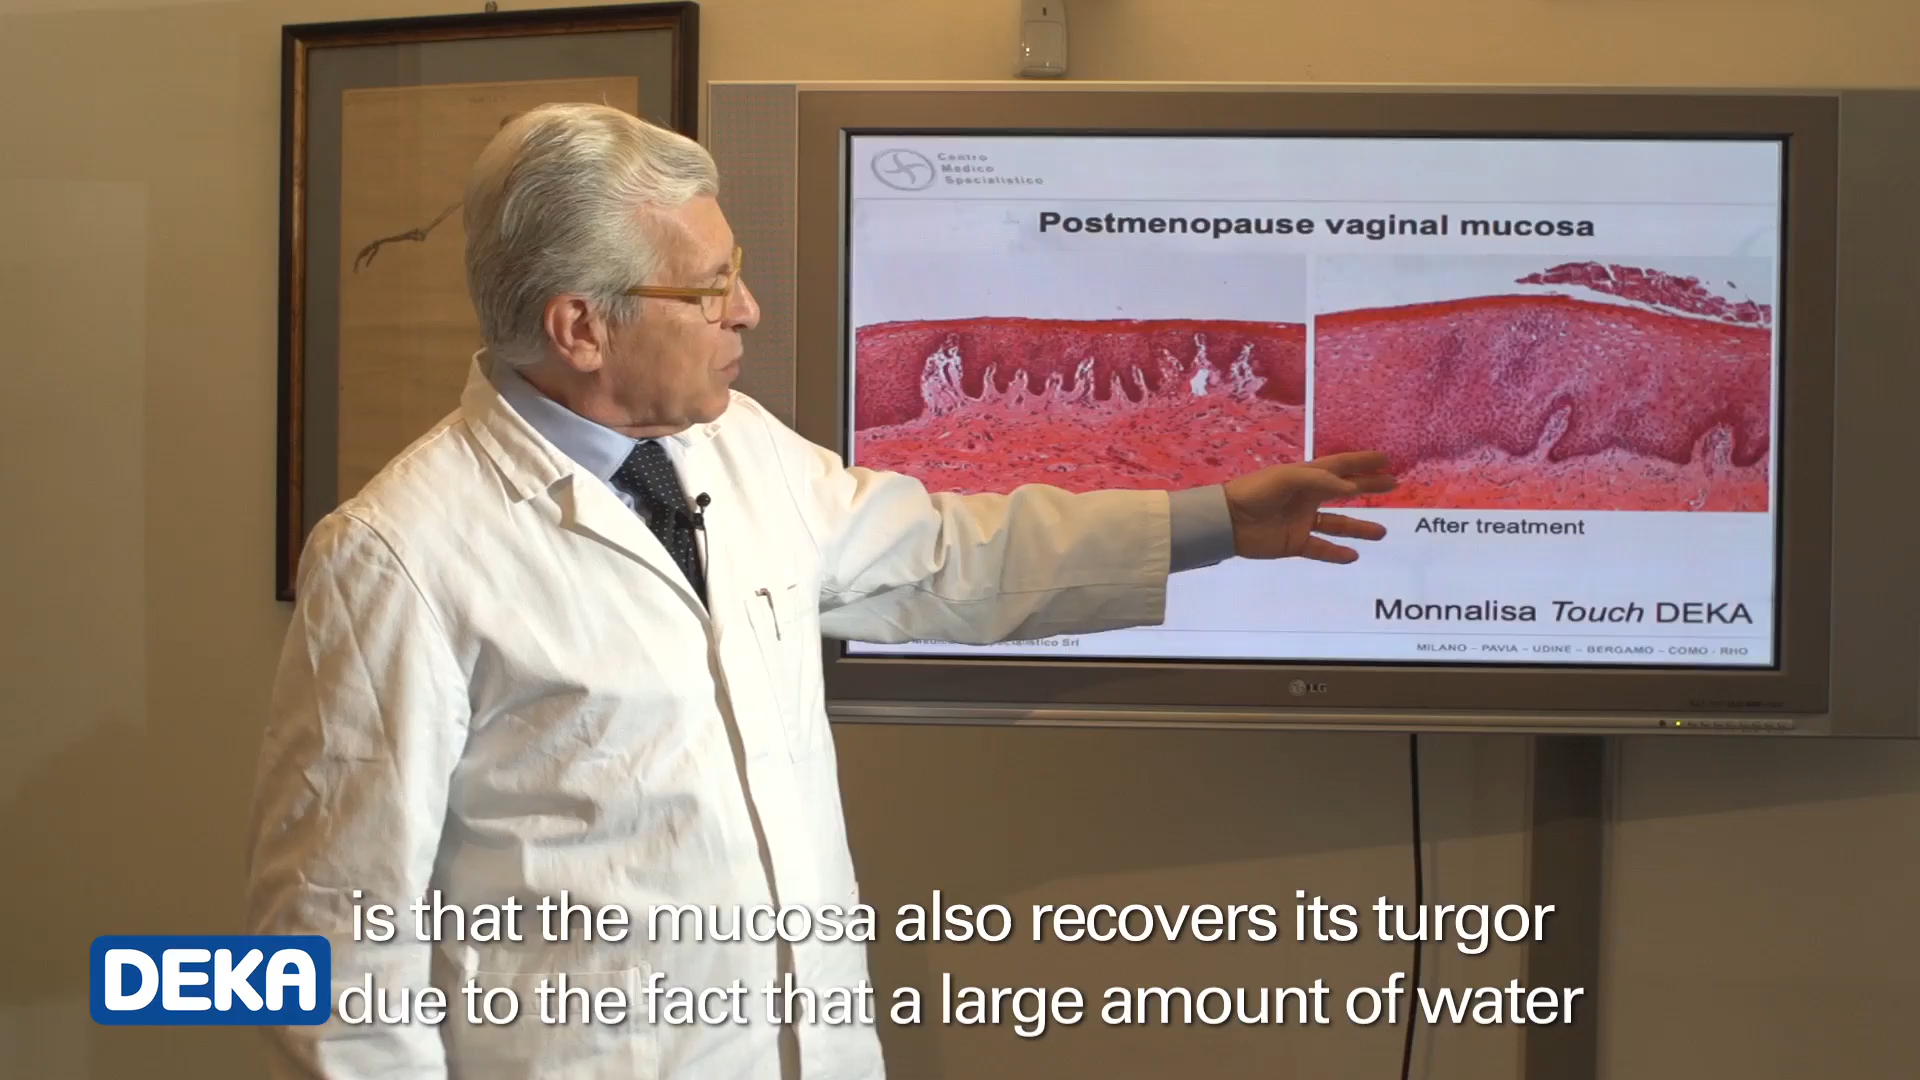 Centro
Medico
Specialistico
Postmenopause vaginal mucosa
After treatment
Monnalisa Touch DEKA
Srl
MILANO – PAVIA – UDINE – BERGAMO – COMO - RHO
LG
is that the mucosa also recovers its turgor
DEKA
due to the fact that a large amount of water